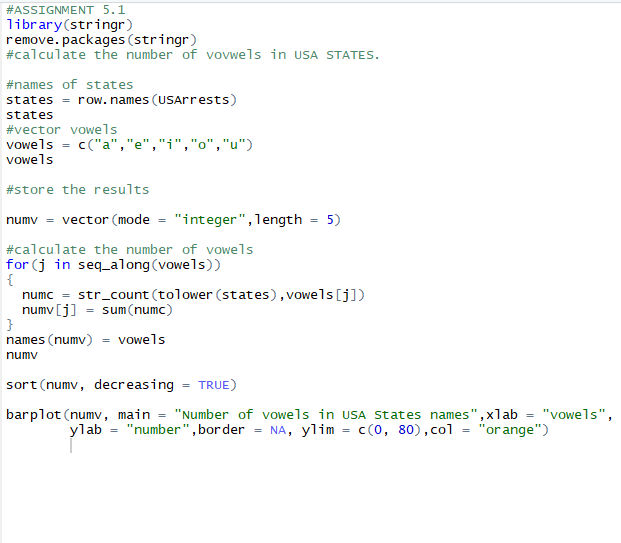 #ASSIGNMENT 5.1
library(stringr)
remove.packages(stringr)
#calculate the number of vovwels in USA STATES.
#names of states
states = row.names(USArrests)
states
#vector vowels
vowels = c("a","e","i","o","u")
vowels
#store the results
numv = vector(mode = "integer",length = 5)
#calculate the number of vowels
for(j in seq_along(vowels))
{
  numc = str_count(tolower(states),vowels[j])
  numv[j] = sum(numc)
}
names(numv) = vowels
numv
sort(numv, decreasing = TRUE)
barplot(numv, main = "Number of vowels in USA States names",xlab = "vowels",
        ylab = "number",border = NA, ylim = c(0, 80),col = "orange")